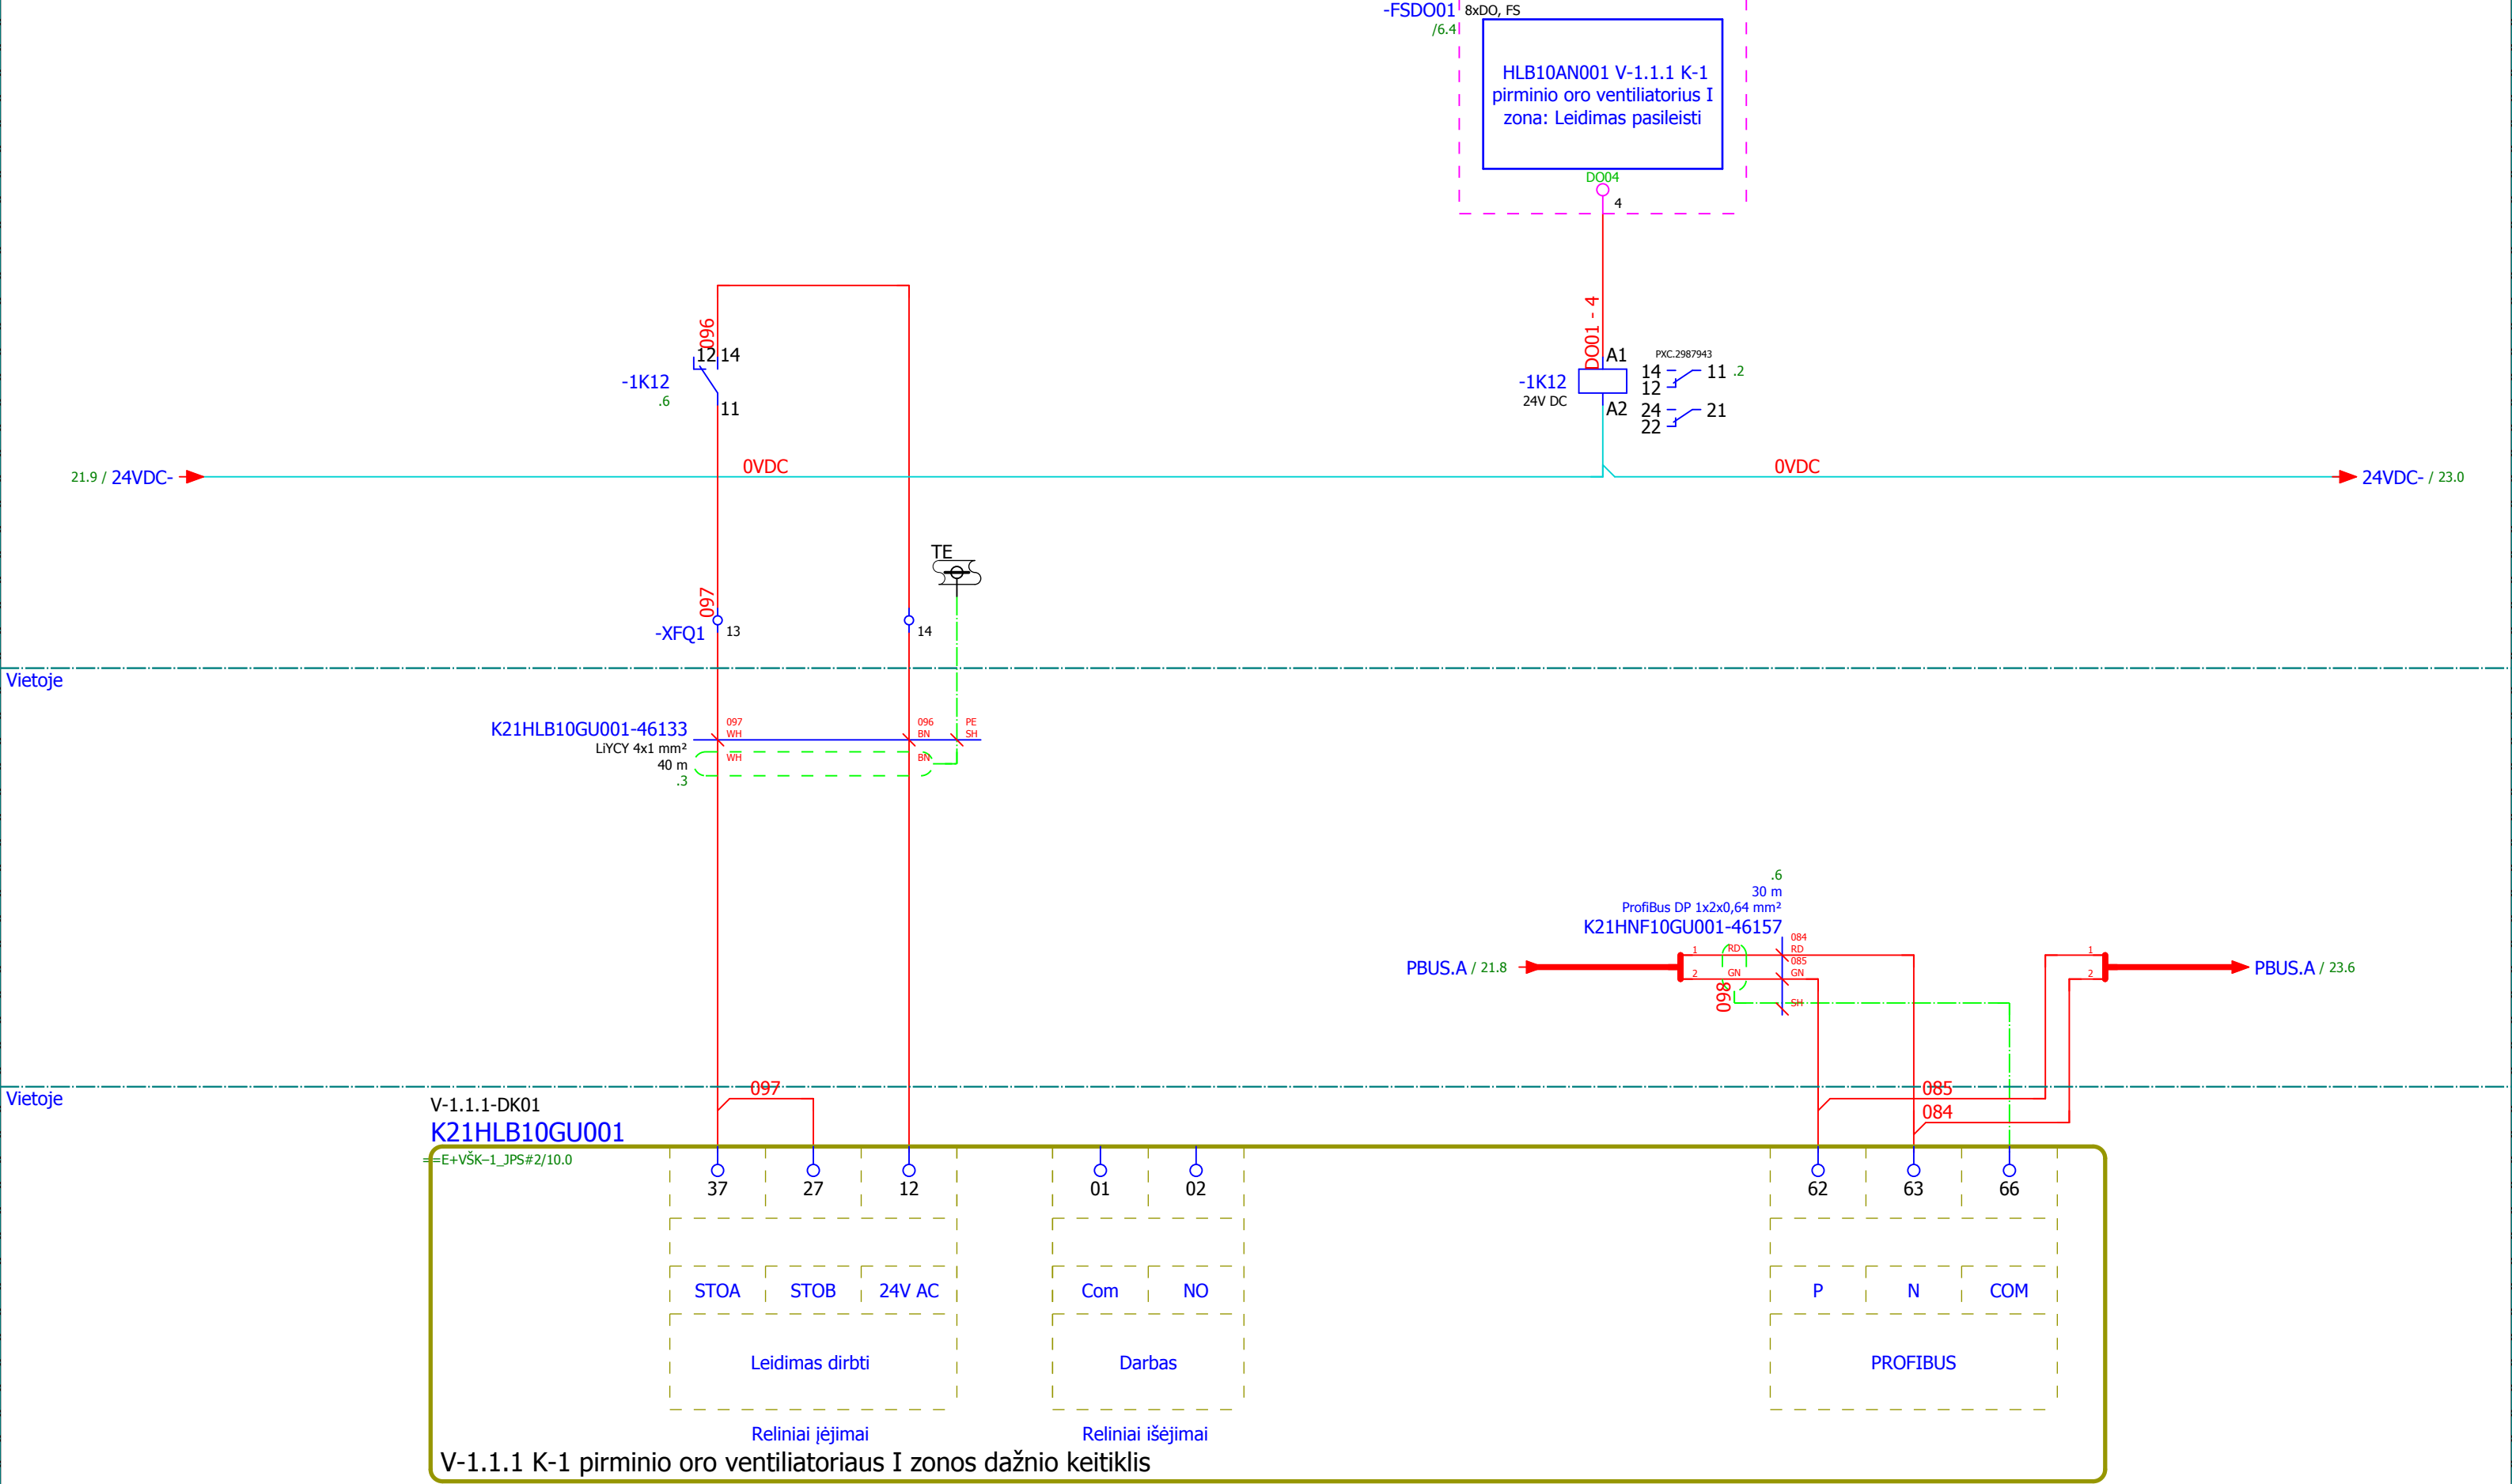 -FSDO01 8xDO, FS
/6.4
HLB10AN001 V-1.1.1 K-1
pirminio oro ventiliatorius I
zona: Leidimas pasileisti
DO04
4
096
12 14
-1K12
.6
11
DO01 - 4
A1
PXC.2987943
-1K12
24V DC
A2
14 11 .2
12
24 21
22
21.9 / 24VDC-
0VDC
0VDC
24VDC- / 23.0
TE
097
-XFQ1 13
14
Vietoje
K21HLB10GU001-46133
LiYCY 4x1 mm²
40 m
.3
097
WH
WH
096
BN
BN
PE
SH
.6
30 m
ProfiBus DP 1x2x0,64 mm²
K21HNF10GU001-46157
PBUS.A / 21.8
1 RD
2 GN
084
RD
085
GN
SH
098
1
2
PBUS.A / 23.6
Vietoje
097
085
084
V-1.1.1-DK01
K21HLB10GU001
==E+VŠK–1_JPS#2/10.0
37 27 12 01 02 62 63 66
STOA STOB 24V AC Com NO P N COM
Leidimas dirbti Darbas PROFIBUS
Reliniai įėjimai Reliniai išėjimai
V-1.1.1 K-1 pirminio oro ventiliatoriaus I zonos dažnio keitiklis